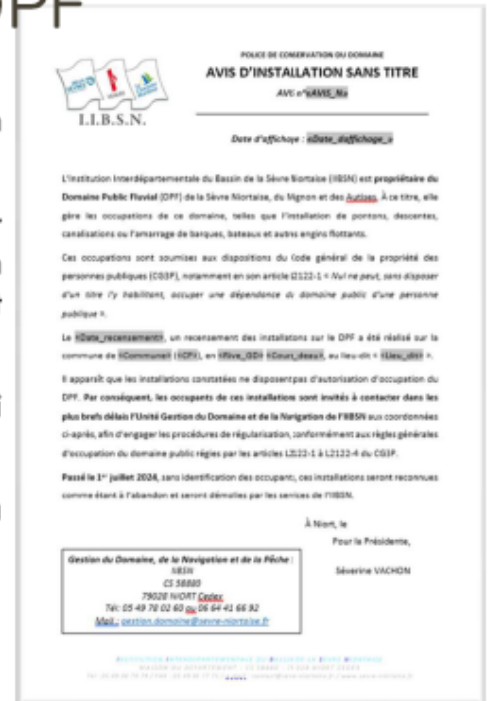 DPF
I.I.B.S.N.
POLICE DE CONSERVATION DU DOMAINE
AVIS D'INSTALLATION SANS TITRE
AVIS n°«AVIS_N»
Date d'affichage : «Date_daffichage_»
L'Institution Interdépartementale du Bassin de la Sèvre Niortaise (IIBSN) est propriétaire du
Domaine Public Fluvial (DPF) de la Sèvre Niortaise, du Mignon et des Autises. À ce titre, elle
gère les occupations de ce domaine, telles que l'installation de pontons, descentes,
canalisations ou l'amarrage de barques, bateaux et autres engins flottants.
Ces occupations sont soumises aux dispositions du Code général de la propriété des
personnes publiques (CG3P), notamment en son article L2122-1 « Nul ne peut, sans disposer
d'un titre l'y habilitant, occuper une dépendance du domaine public d'une personne
publique ».
Le «Date_recensement», un recensement des installations sur le DPF a été réalisé sur la
commune de «Commune» («CP»), en «Rive_GD» «Cours_deau», au lieu-dit « «Lieu_dit» ».
Il apparaît que les installations constatées ne disposent pas d'autorisation d'occupation du
DPF. Par conséquent, les occupants de ces installations sont invités à contacter dans les
plus brefs délais l'Unité Gestion du Domaine et de la Navigation de l'IIBSN aux coordonnées
ci-après, afin d'engager les procédures de régularisation, conformément aux règles générales
d'occupation du domaine public régies par les articles L2122-1 à L2122-4 du CG3P.
Passé le 1er juillet 2024, sans identification des occupants, ces installations seront reconnues
comme étant à l'abandon et seront démolies par les services de l'IIBSN.
À Niort, le
Pour la Présidente,
Séverine VACHON
Gestion du Domaine, de la Navigation et de la Pêche :
IIBSN
CS 58880
79028 NIORT Cedex
Tél: 05 49 78 02 60 ou 06 64 41 66 92
Mail : gestion.domaine@sevre-niortaise.fr
INSTITUTION INTERDÉPARTEMENTALE DU BASSIN DE LA SÈVRE NIORTAISE